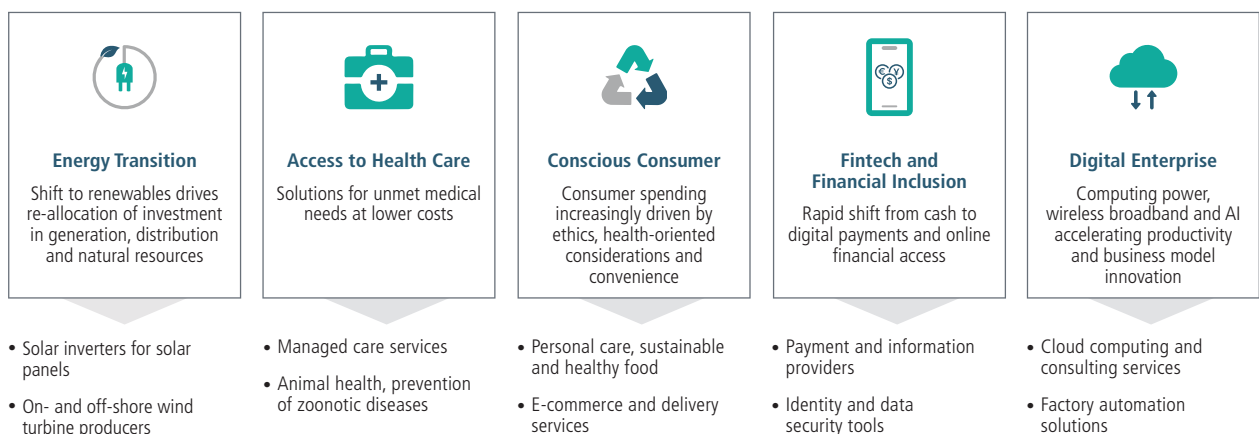 Energy Transition
Shift to renewables drives
re-allocation of investment
in generation, distribution
and natural resources
• Solar inverters for solar
panels
• On- and off-shore wind
turbine producers
Access to Health Care
Solutions for unmet medical
needs at lower costs
• Managed care services
• Animal health, prevention
of zoonotic diseases
Conscious Consumer
Consumer spending
increasingly driven by
ethics, health-oriented
considerations and
convenience
• Personal care, sustainable
and healthy food
• E-commerce and delivery
services
€ ¥
$
Fintech and
Financial Inclusion
Rapid shift from cash to
digital payments and online
financial access
• Payment and information
providers
• Identity and data
security tools
Digital Enterprise
Computing power,
wireless broadband and AI
accelerating productivity
and business model
innovation
• Cloud computing and
consulting services
• Factory automation
solutions